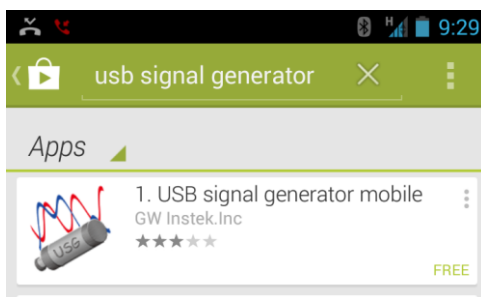 H 9:29
usb signal generator
Apps
USG
1. USB signal generator mobile
GW Instek.Inc
FREE